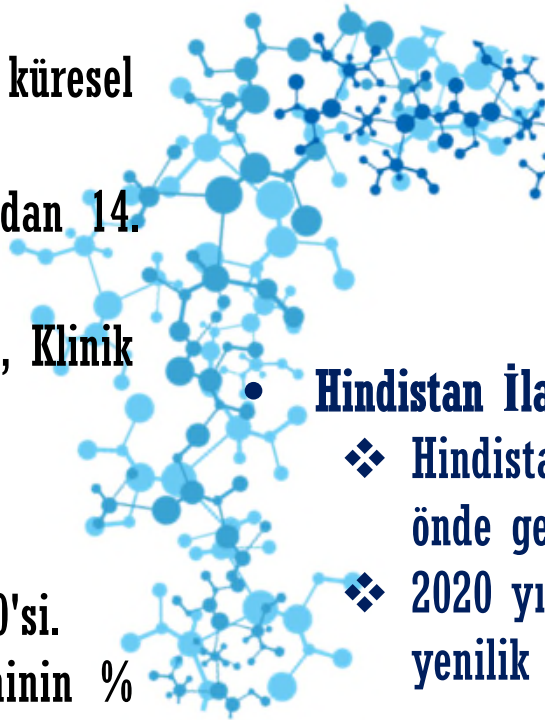 küresel
dan 14.
, Klinik
0'si.
inin %
• Hindistan İla
❖ Hindista
önde ge
❖ 2020 yı
yenilik